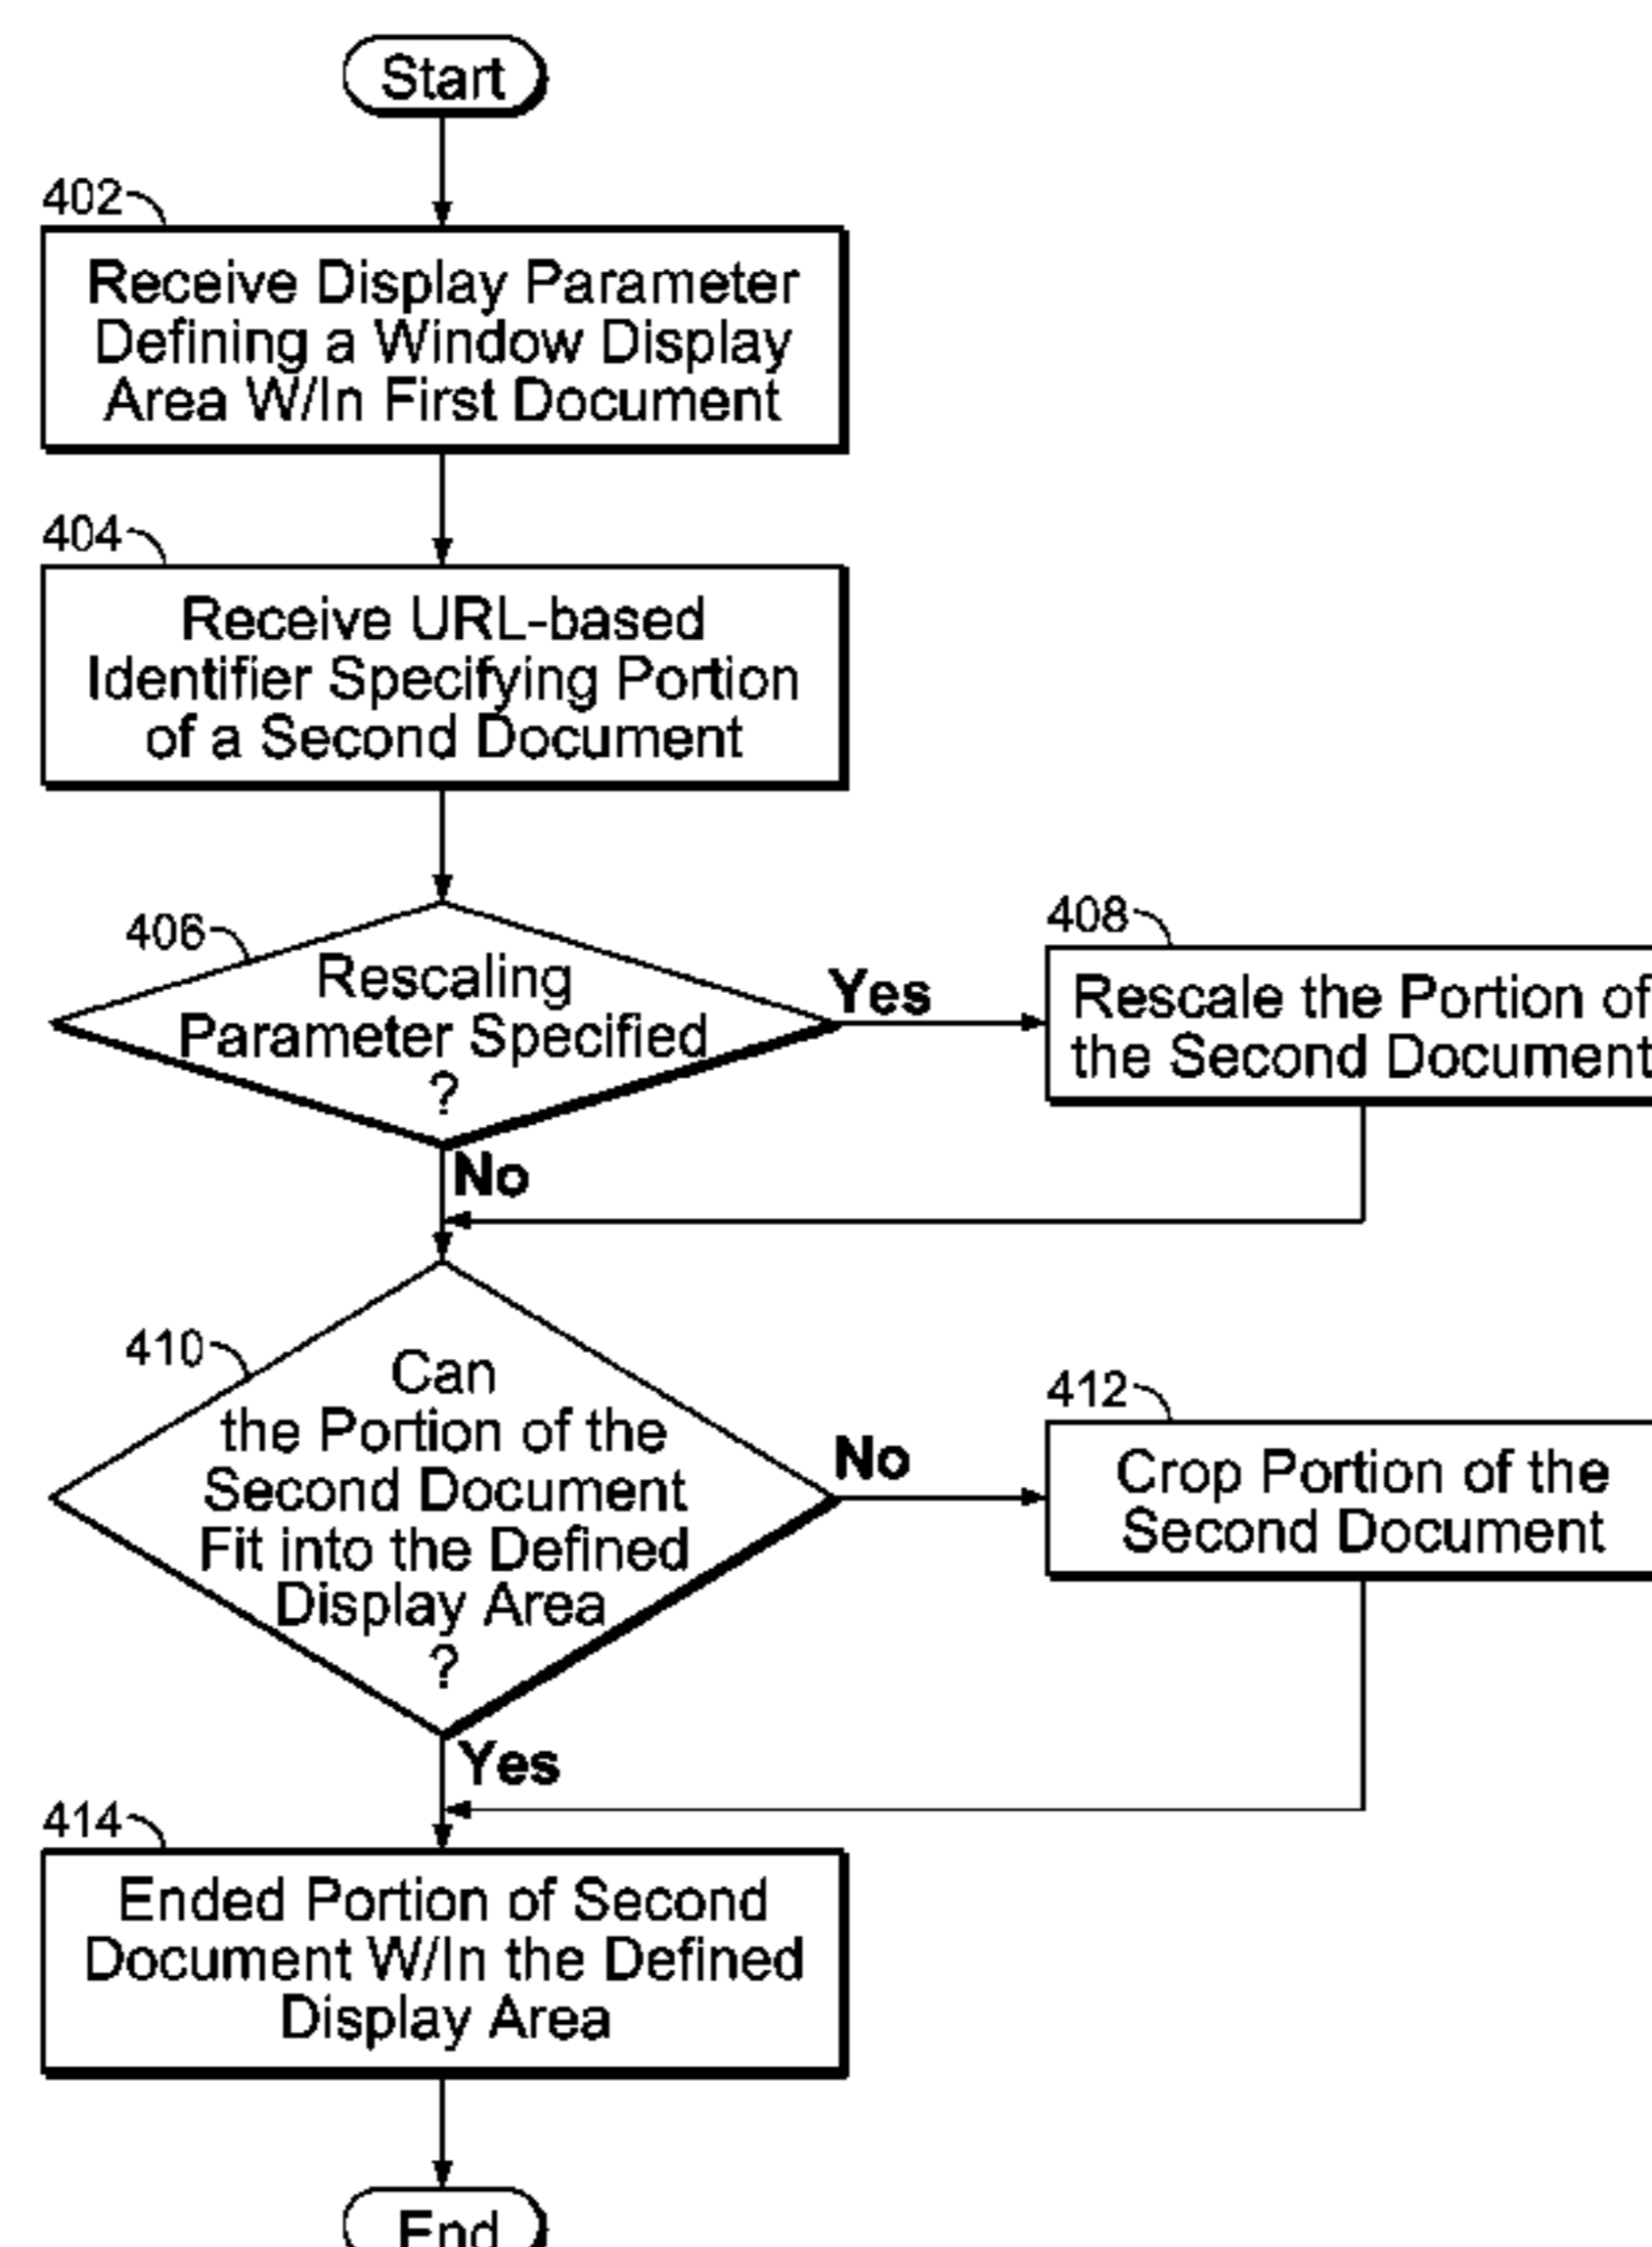 Start
402
Receive Display Parameter
Defining a Window Display
Area W/In First Document
404
Receive URL-based
Identifier Specifying Portion
of a Second Document
406
Rescaling
Parameter Specified
?
Yes
408
Rescale the Portion of
the Second Document
No
410
Can
the Portion of the
Second Document
Fit into the Defined
Display Area
?
No
412
Crop Portion of the
Second Document
Yes
414
Ended Portion of Second
Document W/In the Defined
Display Area
End